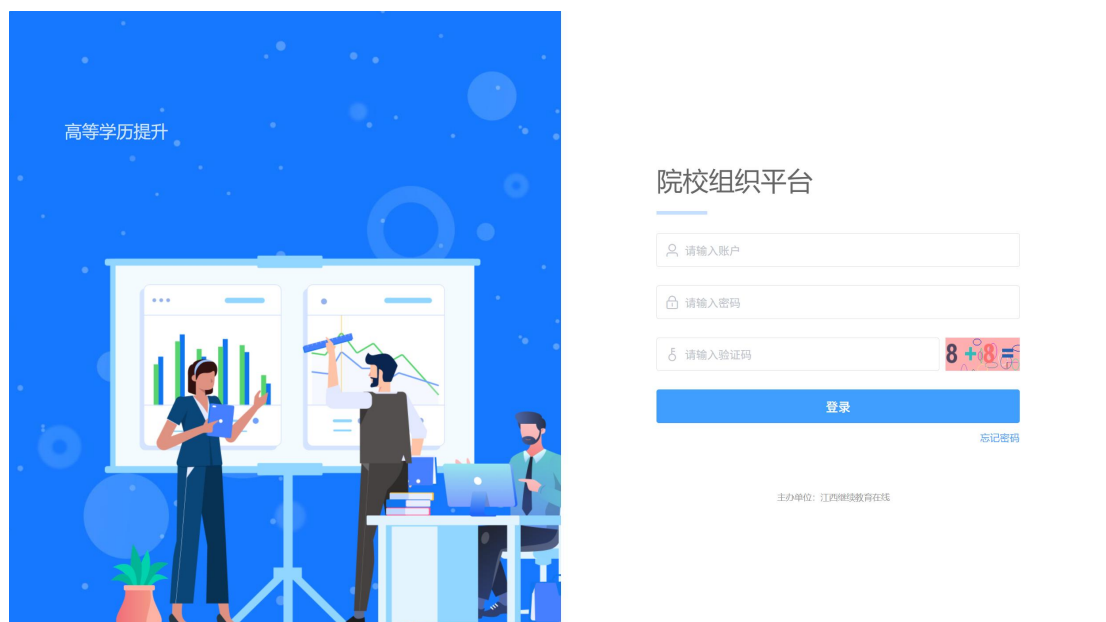 高等学历提升
院校组织平台
请输入账户
请输入密码
请输入验证码
8 + 8 =
登录
忘记密码
主办单位：江西继续教育在线